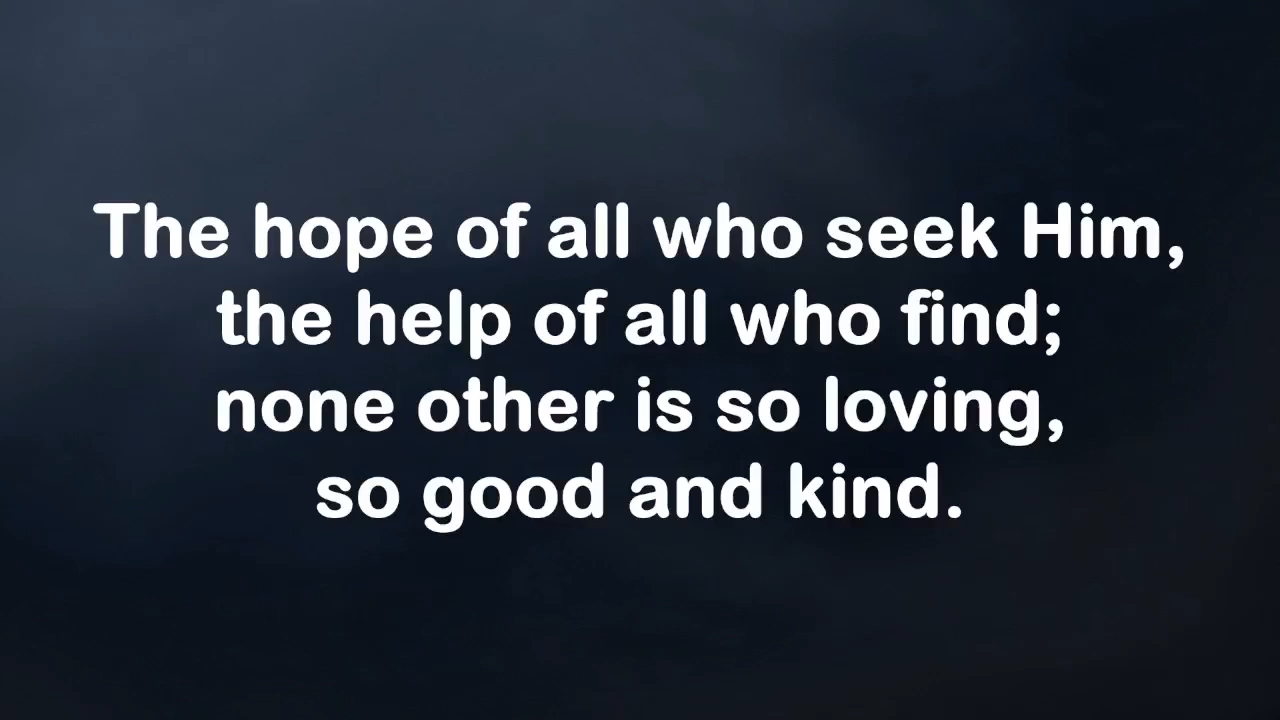 The hope of all who seek Him,
the help of all who find;
none other is so loving,
so good and kind.